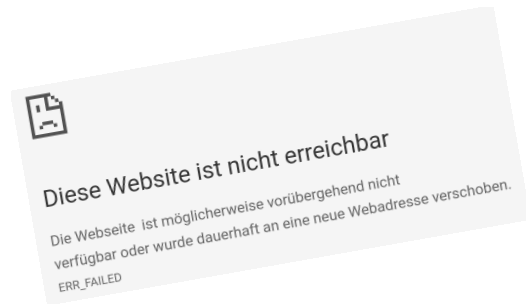 Diese Website ist nicht erreichbar
Die Webseite ist möglicherweise vorübergehend nicht
verfügbar oder wurde dauerhaft an eine neue Webadresse verschoben.
ERR_FAILED